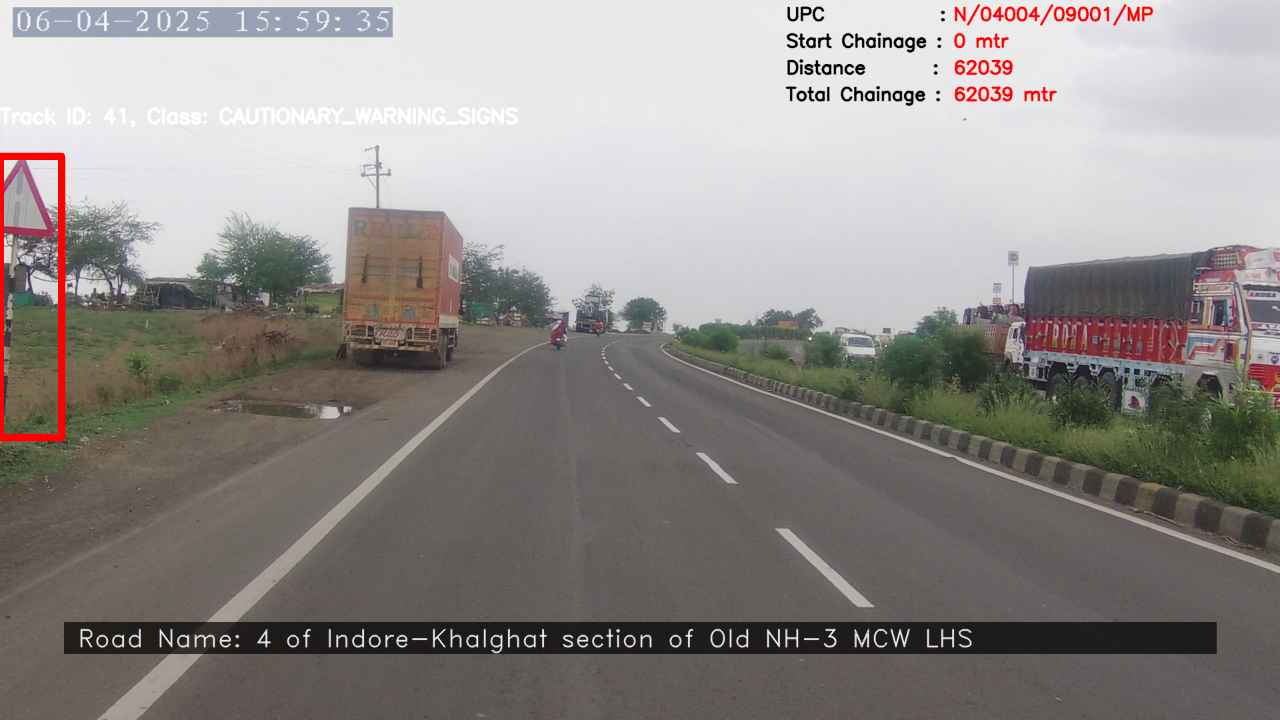 06-04-2025 15:59:35
UPC : N/04004/09001/MP
Start Chainage : 0 mtr
Distance : 62039
Total Chainage : 62039 mtr
Track ID: 41, Class: CAUTIONARY_WARNING_SIGNS
Road Name: 4 of Indore-Khalghat section of Old NH-3 MCW LHS